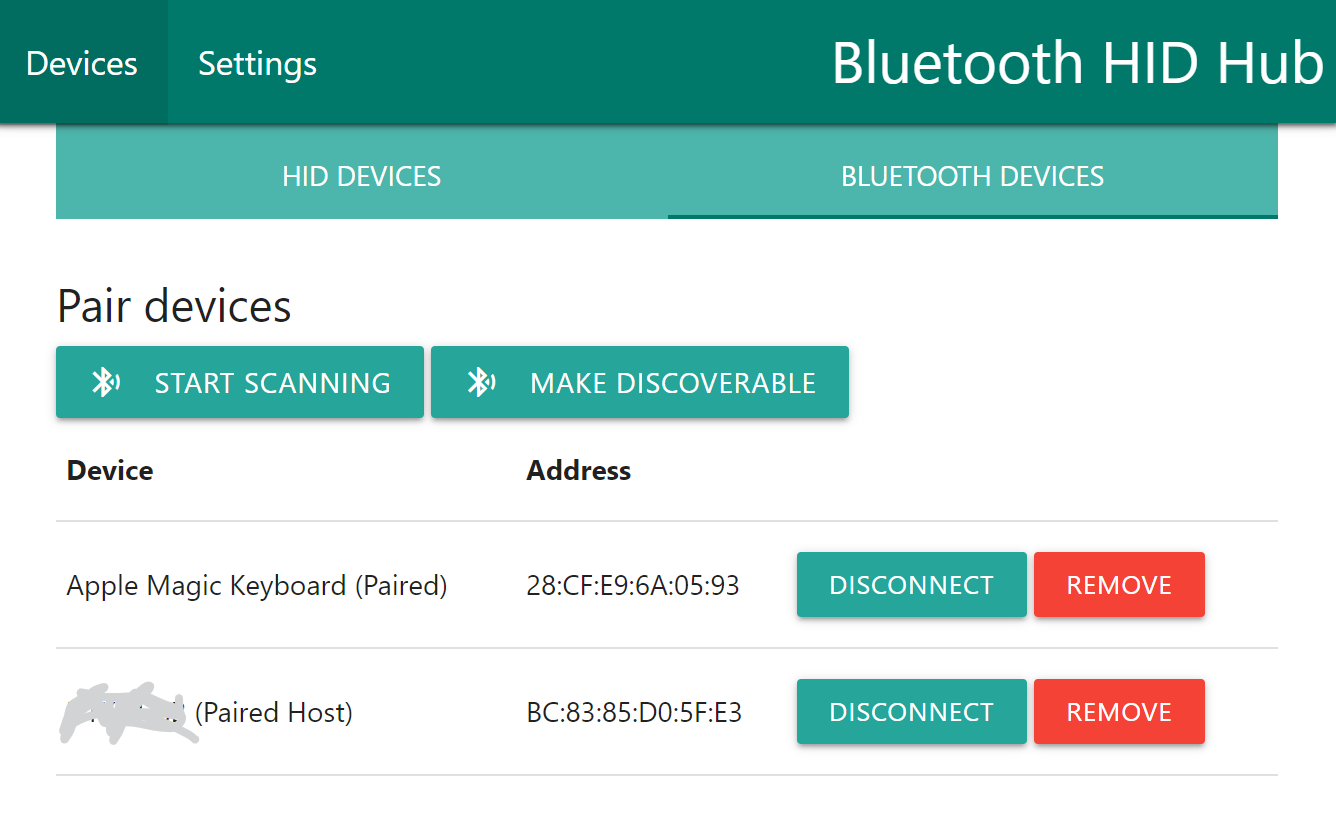 Devices Settings Bluetooth HID Hub
HID DEVICES BLUETOOTH DEVICES
Pair devices
START SCANNING MAKE DISCOVERABLE
Device Address
Apple Magic Keyboard (Paired) 28:CF:E9:6A:05:93 DISCONNECT REMOVE
(Paired Host) BC:83:85:D0:5F:E3 DISCONNECT REMOVE